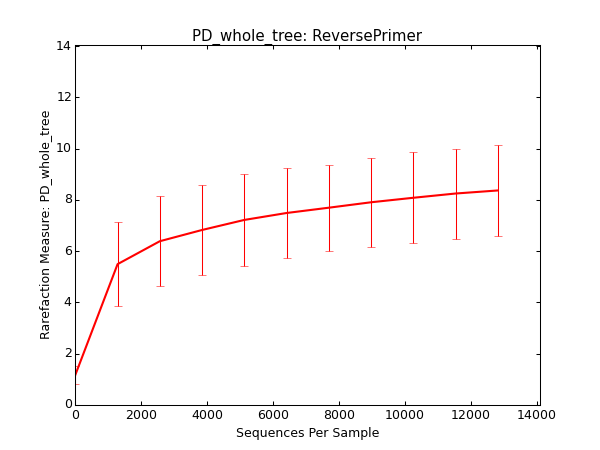 PD_whole_tree: ReversePrimer
14
12
10
8
6
4
2
0
Rarefaction Measure: PD_whole_tree
0 2000 4000 6000 8000 10000 12000 14000
Sequences Per Sample